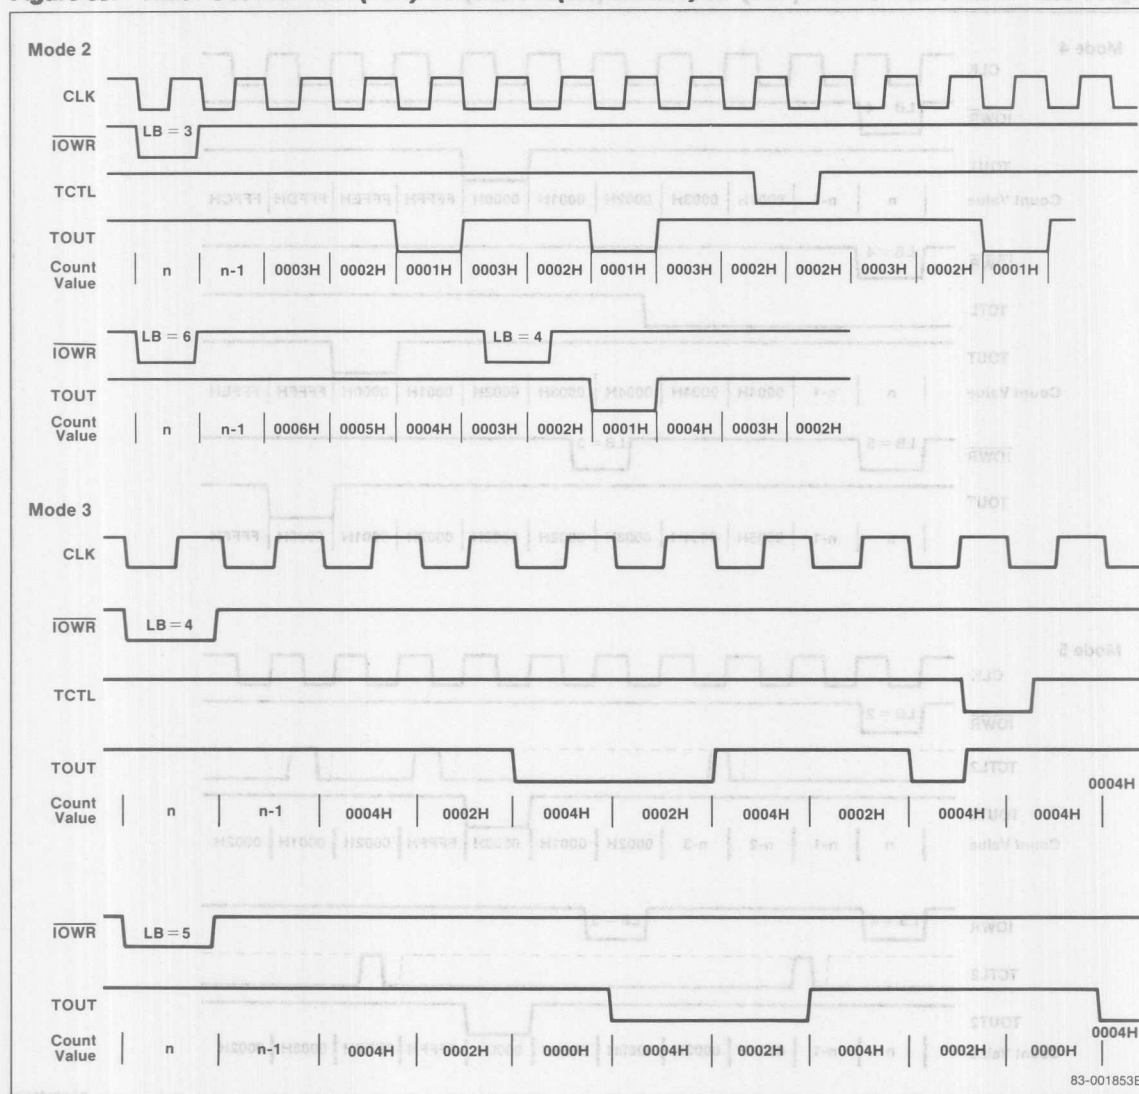 Mode 2
CLK
IOWR LB = 3
TCTL
TOUT
Count Value n n-1 0003H 0002H 0001H 0003H 0002H 0001H 0003H 0002H 0002H 0003H 0002H 0001H
IOWR LB = 6 LB = 4
TOUT
Count Value n n-1 0006H 0005H 0004H 0003H 0002H 0001H 0004H 0003H 0002H
Mode 3
CLK
IOWR LB = 4
TCTL
TOUT
Count Value n n-1 0004H 0002H 0004H 0002H 0004H 0002H 0004H 0004H 0004H
IOWR LB = 5
TOUT
Count Value n n-1 0004H 0002H 0000H 0004H 0002H 0004H 0002H 0000H 0004H
83-001853B